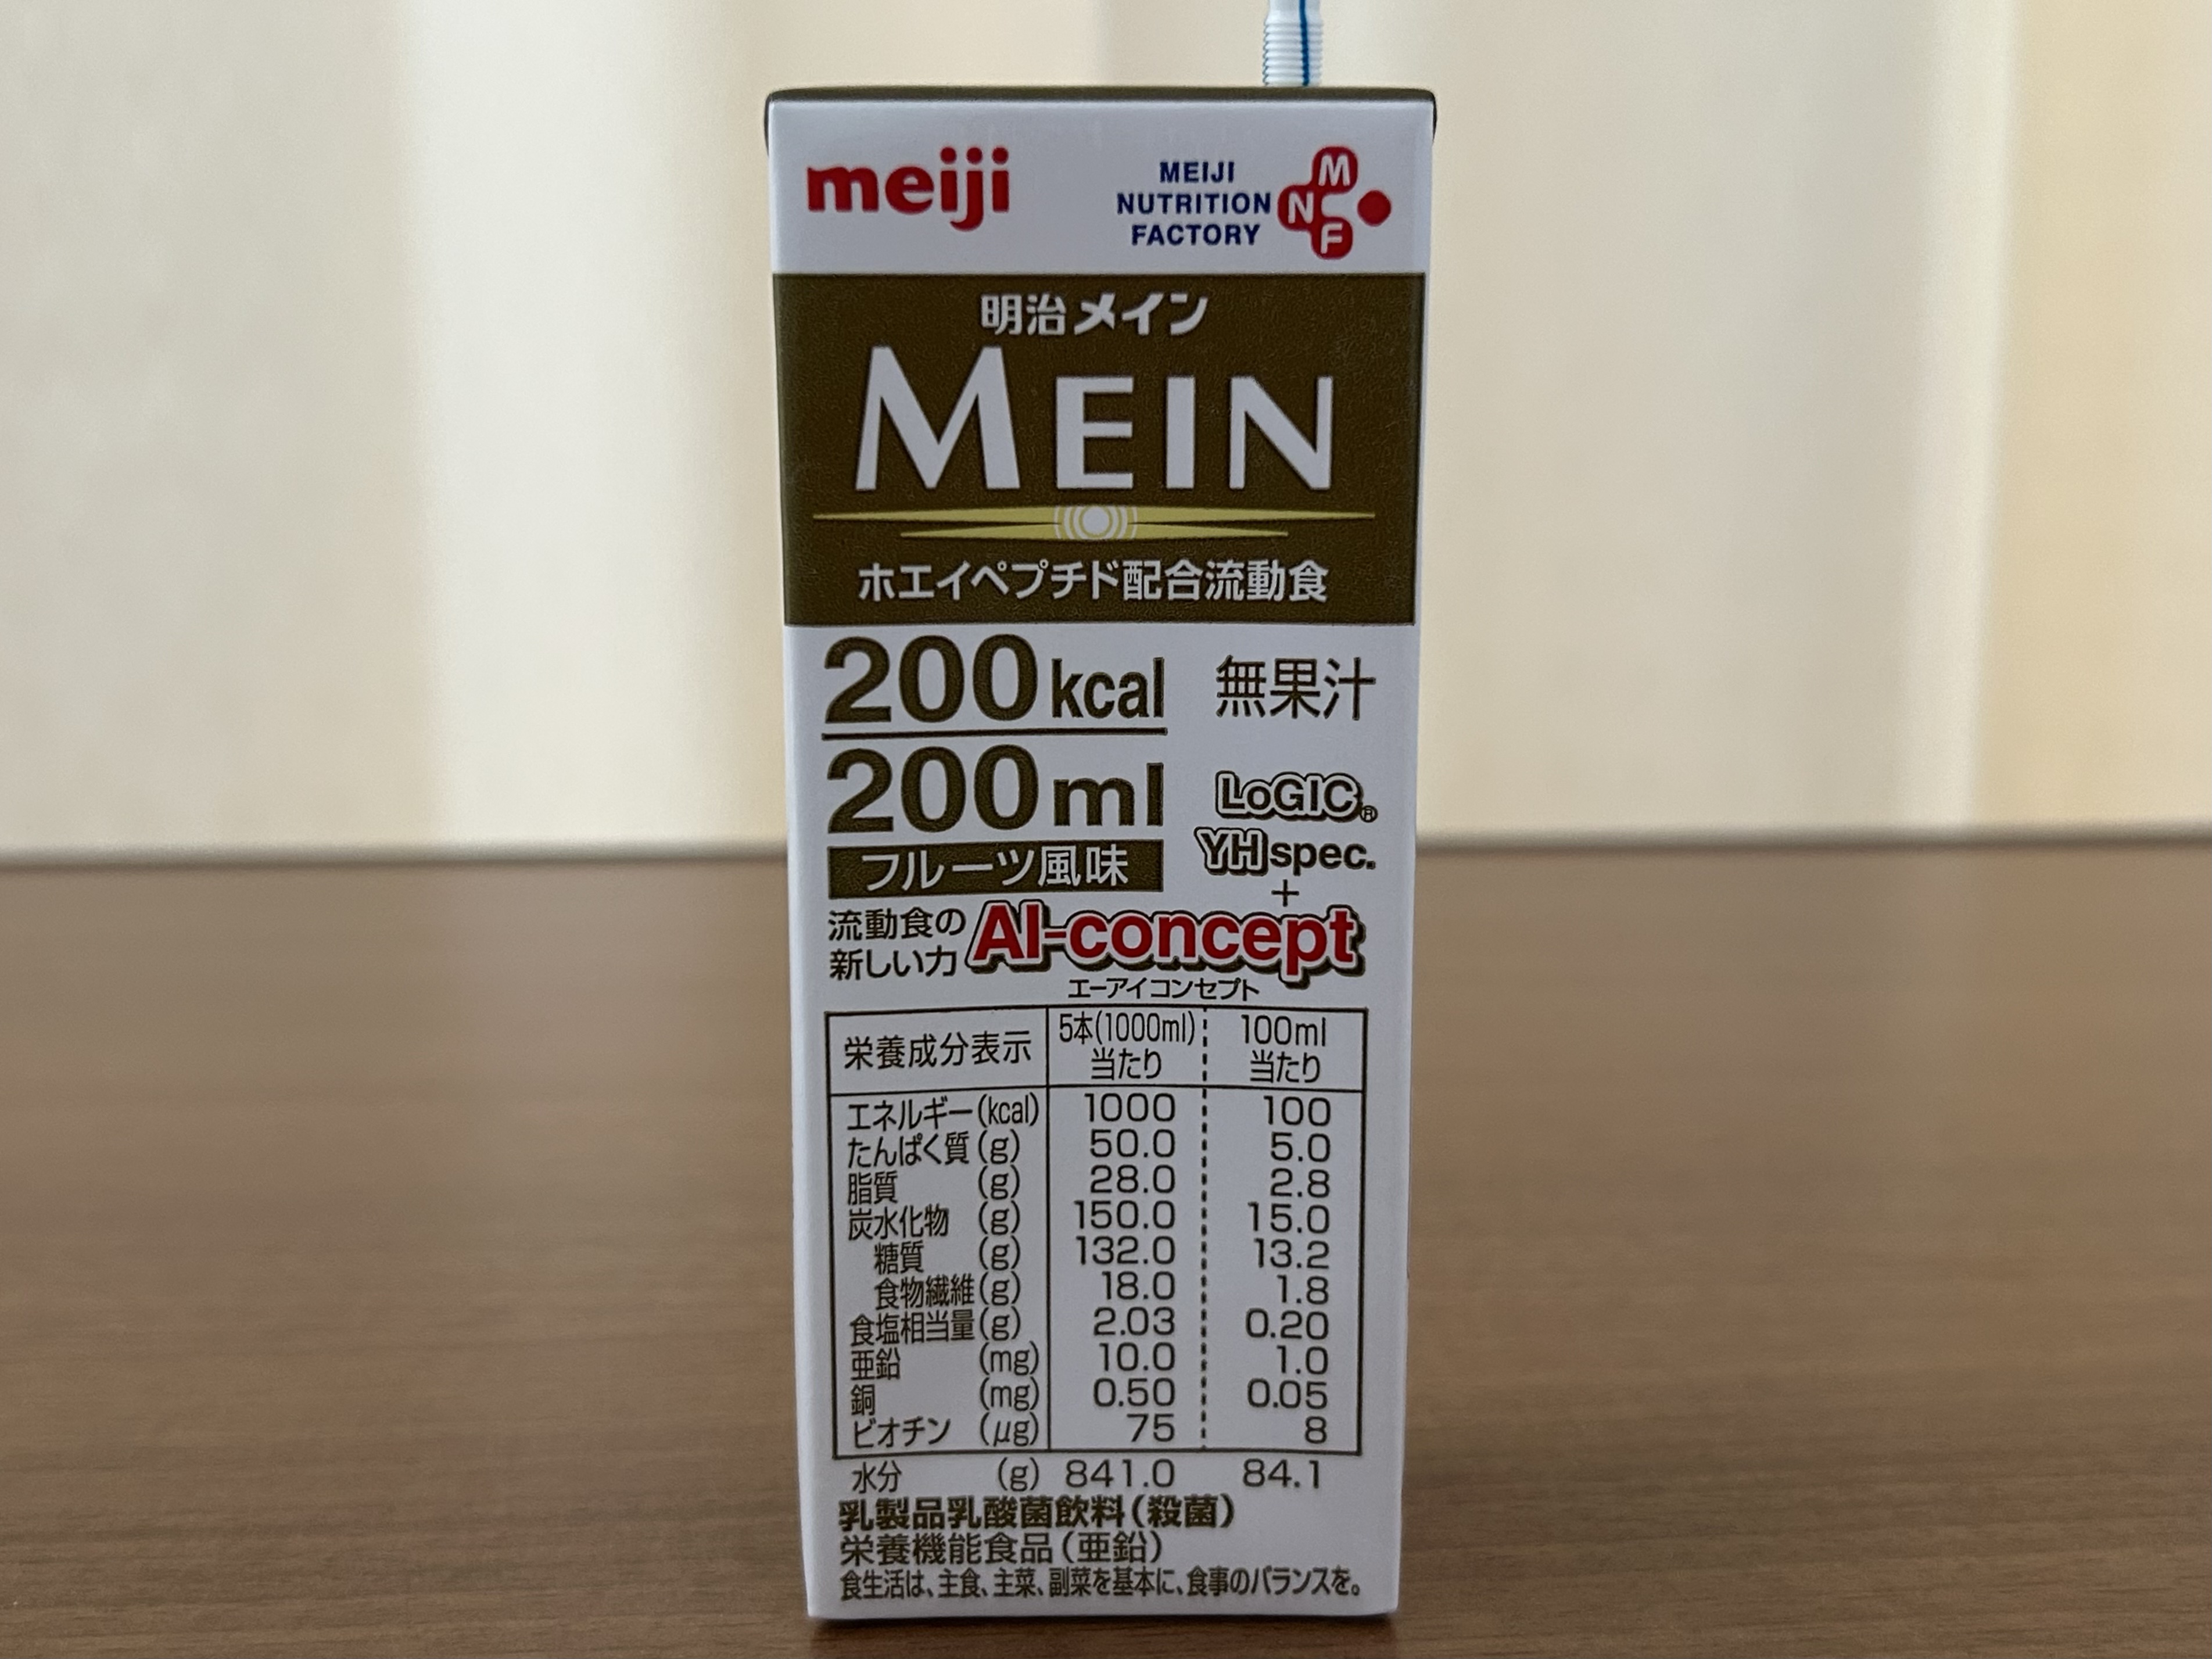 meiji
MEIJI
NUTRITION
FACTORY
M
N
F
明治メイン
MEIN
ホエイペプチド配合流動食
200kcal 無果汁
200ml
LoGIC®
YH spec.
フルーツ風味
+
流動食の
新しい力
AI-concept
エーアイコンセプト
栄養成分表示 5本(1000ml)当たり 100ml当たり
エネルギー(kcal) 1000 100
たんぱく質(g) 50.0 5.0
脂質(g) 28.0 2.8
炭水化物(g) 150.0 15.0
糖質(g) 132.0 13.2
食物繊維(g) 18.0 1.8
食塩相当量(g) 2.03 0.20
亜鉛(mg) 10.0 1.0
銅(mg) 0.50 0.05
ビオチン(μg) 75 8
水分(g) 841.0 84.1
乳製品乳酸菌飲料(殺菌)
栄養機能食品(亜鉛)
食生活は、主食、主菜、副菜を基本に、食事のバランスを。